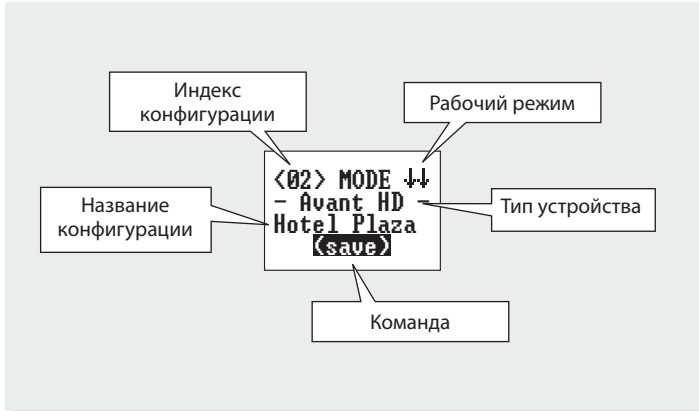 Индекс
конфигурации
Рабочий режим
<02> MODE ↓↓
- Avant HD -
Hotel Plaza
(save)
Название
конфигурации
Тип устройства
Команда